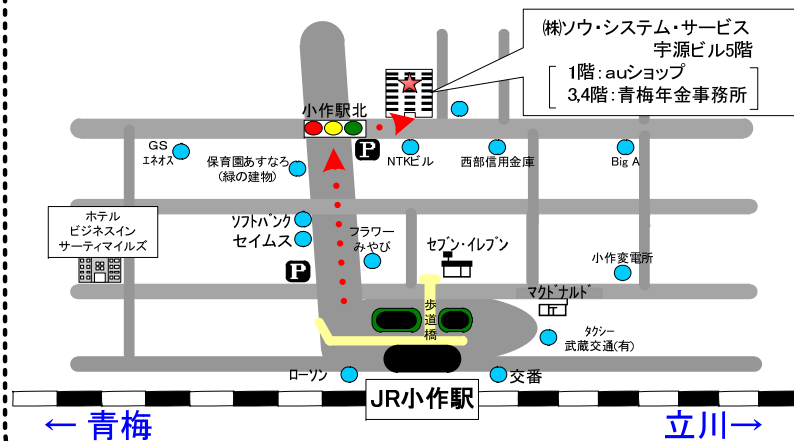 ㈱ソウ・システム・サービス
宇源ビル5階
1階：auショップ
3,4階：青梅年金事務所
小作駅北
GS
エネオス
保育園あすなろ
(緑の建物)
P
NTKビル
西部信用金庫
Big A
ホテル
ビジネスイン
サーティマイルズ
ソフトバンク
セイムス
フラワー
みやび
セブン・イレブン
小作変電所
P
マクドナルド
歩道橋
タクシー
武蔵交通(有)
ローソン
JR小作駅
交番
← 青梅
立川→